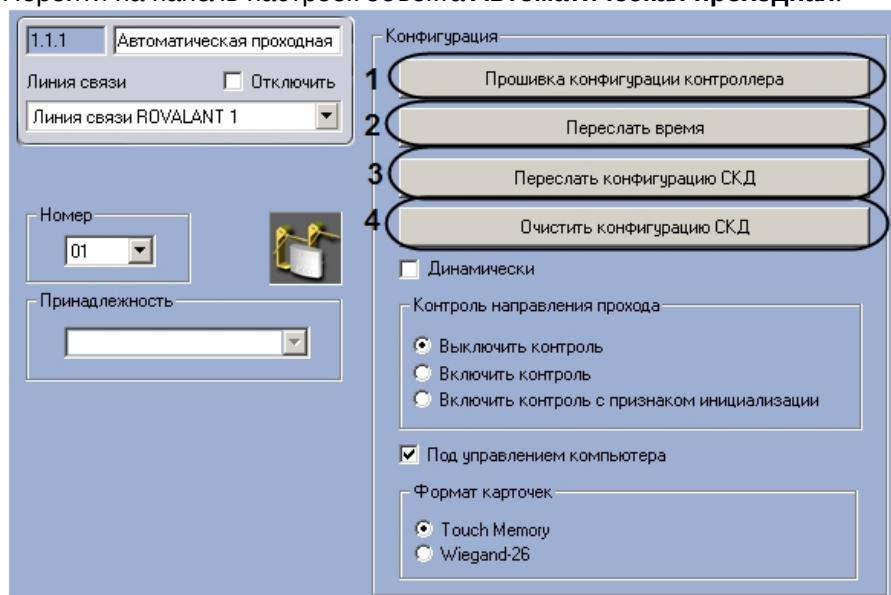 Перейти на панель настроек объекта Автоматическая проходная.
1.1.1 Автоматическая проходная
Линия связи Отключить
Линия связи ROVALANT 1
Номер
01
Принадлежность
Конфигурация
1 Прошивка конфигурации контроллера
2 Переслать время
3 Переслать конфигурацию СКД
4 Очистить конфигурацию СКД
Динамически
Контроль направления прохода
Выключить контроль
Включить контроль
Включить контроль с признаком инициализации
Под управлением компьютера
Формат карточек
Touch Memory
Wiegand-26